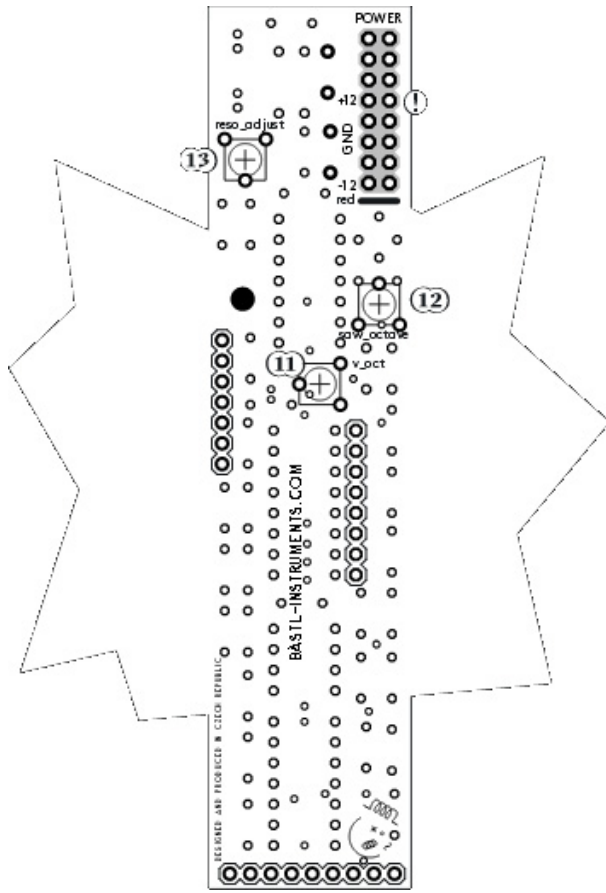 POWER
+12
!
reso_adjust
GND
13
-12
red
12
saw_octave
11
v_oct
BASTL-INSTRUMENTS.COM
DESIGNED AND PRODUCED IN CZECH REPUBLIC